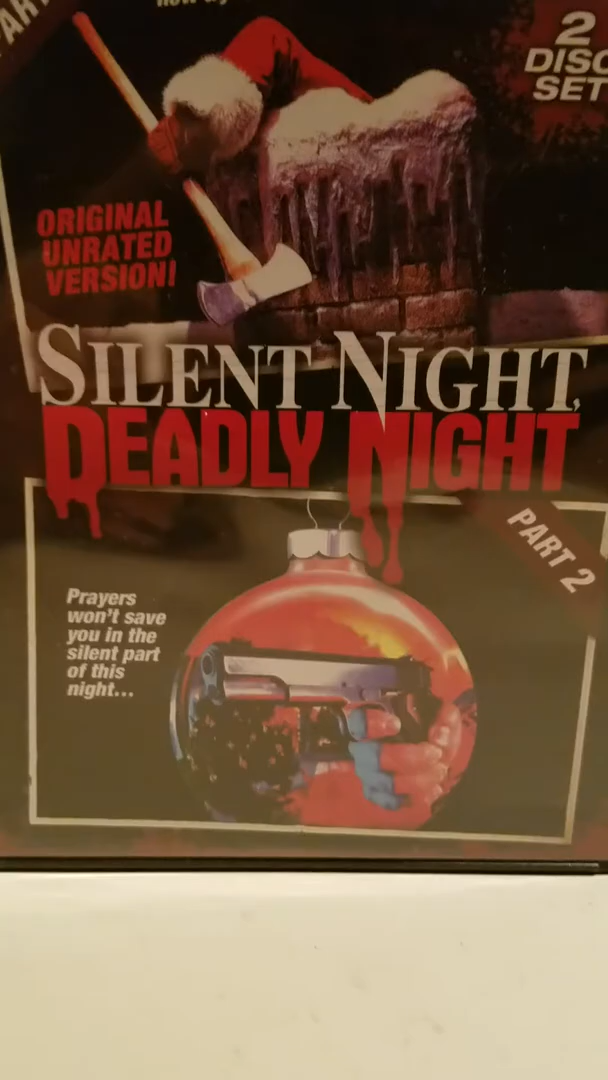 2
DISC
SET
ORIGINAL
UNRATED
VERSION!
SILENT NIGHT,
DEADLY NIGHT
PART 2
Prayers
won't save
you in the
silent part
of this
night...